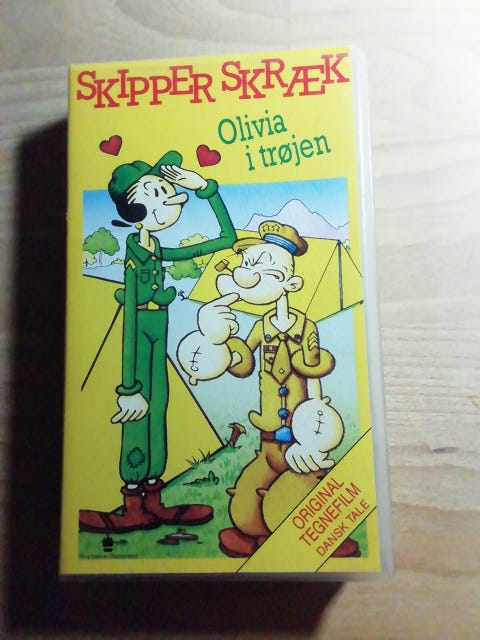 SKIPPER SKRÆK
Olivia
i trøjen
ORIGINAL
TEGNEFILM
DANSK TALE